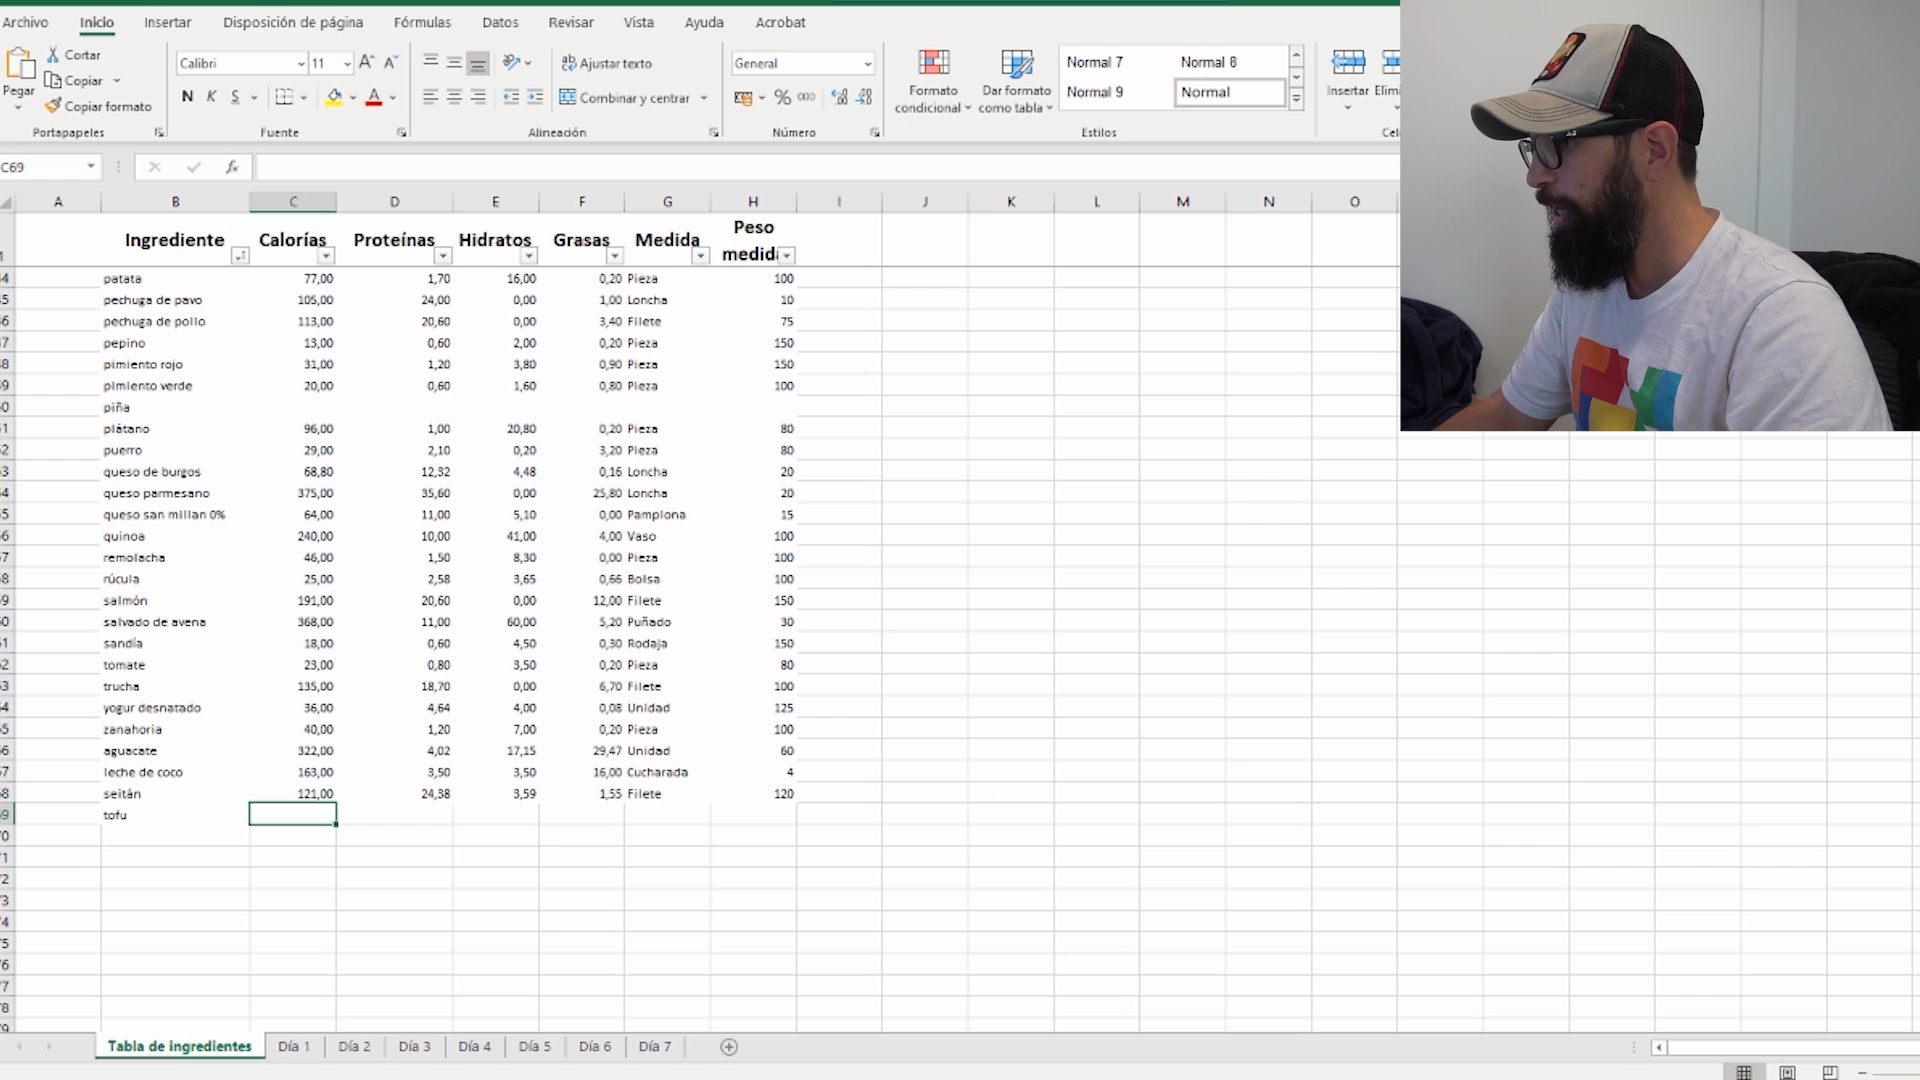 Archivo Inicio Insertar Disposición de página Fórmulas Datos Revisar Vista Ayuda Acrobat
Pegar
Cortar
Copiar
Copiar formato
Portapapeles
Calibri 11
N K S
Fuente
Ajustar texto
Combinar y centrar
Alineación
General
% 000
Número
Formato condicional
Dar formato como tabla
Normal 7 Normal 8
Normal 9 Normal
Estilos
Insertar
C69
fx
A B C D E F G H I J K L M N O
Ingrediente Calorías Proteínas Hidratos Grasas Medida Peso
patata 77,00 1,70 16,00 0,20 Pieza 100
pechuga de pavo 105,00 24,00 0,00 1,00 Loncha 10
pechuga de pollo 113,00 20,60 0,00 3,40 Filete 75
pepino 13,00 0,60 2,00 0,20 Pieza 150
pimiento rojo 31,00 1,20 3,80 0,90 Pieza 150
pimiento verde 20,00 0,60 1,60 0,80 Pieza 100
piña
plátano 96,00 1,00 20,80 0,20 Pieza 80
puerro 29,00 2,10 0,20 3,20 Pieza 80
queso de burgos 68,80 12,32 4,48 0,16 Loncha 20
queso parmesano 375,00 35,60 0,00 25,80 Loncha 20
queso san millan 0% 64,00 11,00 5,10 0,00 Pamplona 15
quinoa 240,00 10,00 41,00 4,00 Vaso 100
remolacha 46,00 1,50 8,30 0,00 Pieza 100
rúcula 25,00 2,58 3,65 0,66 Bolsa 100
salmón 191,00 20,60 0,00 12,00 Filete 150
salvado de avena 368,00 11,00 60,00 5,20 Puñado 30
sandía 18,00 0,60 4,50 0,30 Rodaja 150
tomate 23,00 0,80 3,50 0,20 Pieza 80
trucha 135,00 18,70 0,00 6,70 Filete 100
yogur desnatado 36,00 4,64 4,00 0,08 Unidad 125
zanahoria 40,00 1,20 7,00 0,20 Pieza 100
aguacate 322,00 4,02 17,15 29,47 Unidad 60
leche de coco 163,00 3,50 3,50 16,00 Cucharada 4
seitán 121,00 24,38 3,59 1,55 Filete 120
tofu
Tabla de ingredientes Día 1 Día 2 Día 3 Día 4 Día 5 Día 6 Día 7